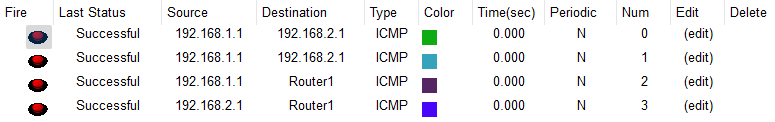 Fire Last Status Source Destination Type Color Time(sec) Periodic Num Edit Delete
Successful 192.168.1.1 192.168.2.1 ICMP 0.000 N 0 (edit)
Successful 192.168.1.1 192.168.2.1 ICMP 0.000 N 1 (edit)
Successful 192.168.1.1 Router1 ICMP 0.000 N 2 (edit)
Successful 192.168.2.1 Router1 ICMP 0.000 N 3 (edit)